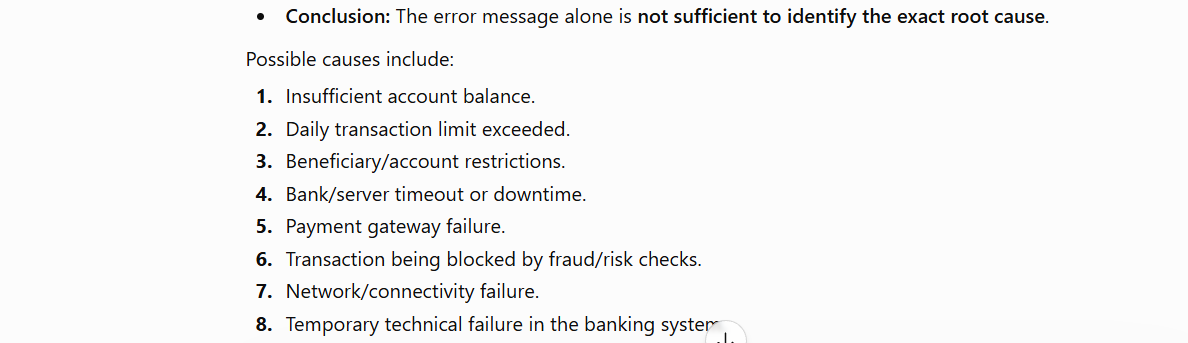 • Conclusion: The error message alone is not sufficient to identify the exact root cause.
Possible causes include:
1. Insufficient account balance.
2. Daily transaction limit exceeded.
3. Beneficiary/account restrictions.
4. Bank/server timeout or downtime.
5. Payment gateway failure.
6. Transaction being blocked by fraud/risk checks.
7. Network/connectivity failure.
8. Temporary technical failure in the banking system